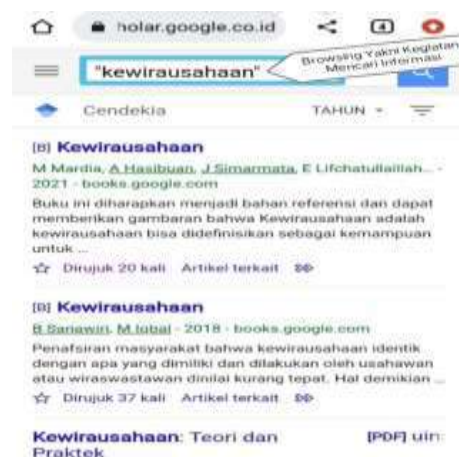 holar.google.co.id
4
"kewirausahaan"
Browsing Yakni Kegiatan
Mencari Informasi
Cendekia
TAHUN
[B] Kewirausahaan
M Mardia, A Hasibuan, J Simarmata, E Lifchatullaillah... -
2021 - books.google.com
Buku ini diharapkan menjadi bahan referensi dan dapat
memberikan gambaran bahwa Kewirausahaan adalah
kewirausahaan bisa didefinisikan sebagai kemampuan
untuk ...
Dirujuk 20 kali Artikel terkait
[B] Kewirausahaan
B Sanawiri, M Iqbal - 2018 - books.google.com
Penafsiran masyarakat bahwa kewirausahaan identik
dengan apa yang dimiliki dan dilakukan oleh usahawan
atau wiraswastawan dinilai kurang tepat. Hal demikian ...
Dirujuk 37 kali Artikel terkait
Kewirausahaan: Teori dan [PDF] uin:
Praktek